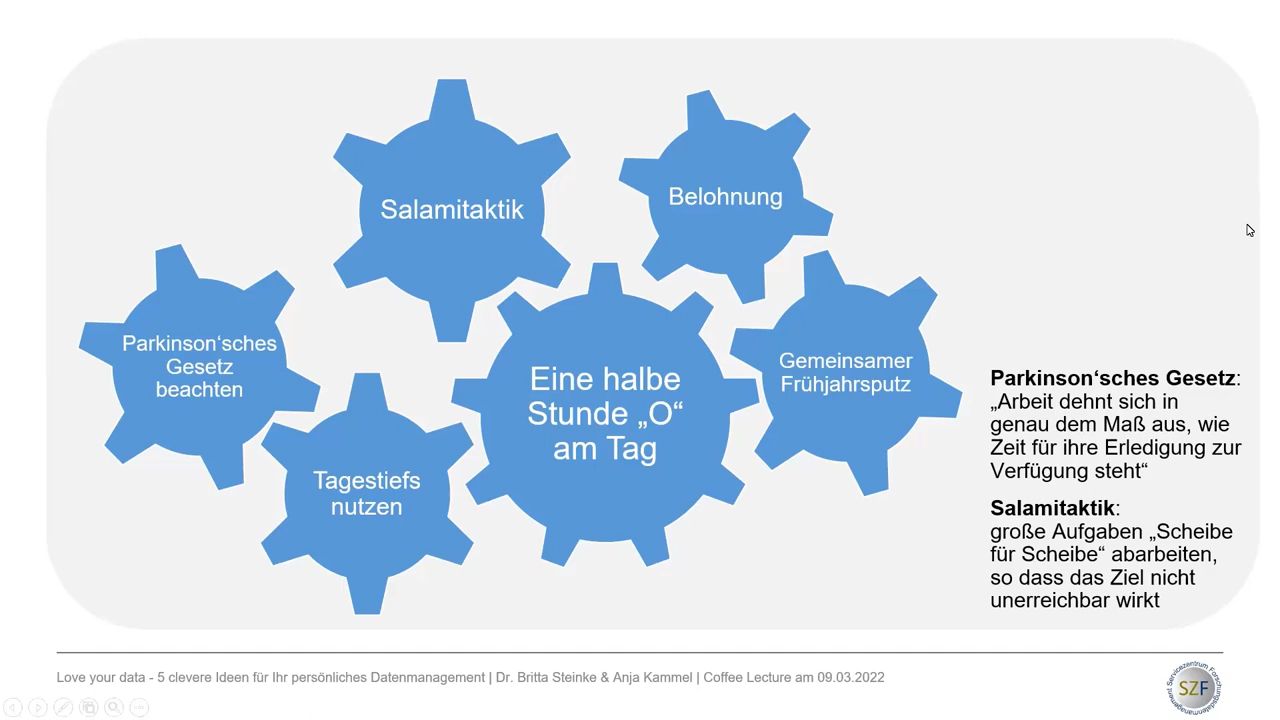 Salamitaktik
Belohnung
Parkinson‘sches
Gesetz
beachten
Eine halbe
Stunde „O“
am Tag
Gemeinsamer
Frühjahrsputz
Tagestiefs
nutzen
Parkinson‘sches Gesetz:
„Arbeit dehnt sich in
genau dem Maß aus, wie
Zeit für ihre Erledigung zur
Verfügung steht“
Salamitaktik:
große Aufgaben „Scheibe
für Scheibe“ abarbeiten,
so dass das Ziel nicht
unerreichbar wirkt
Love your data - 5 clevere Ideen für Ihr persönliches Datenmanagement | Dr. Britta Steinke & Anja Kammel | Coffee Lecture am 09.03.2022
Servicezentrum Forschungsdatenmanagement
SZF